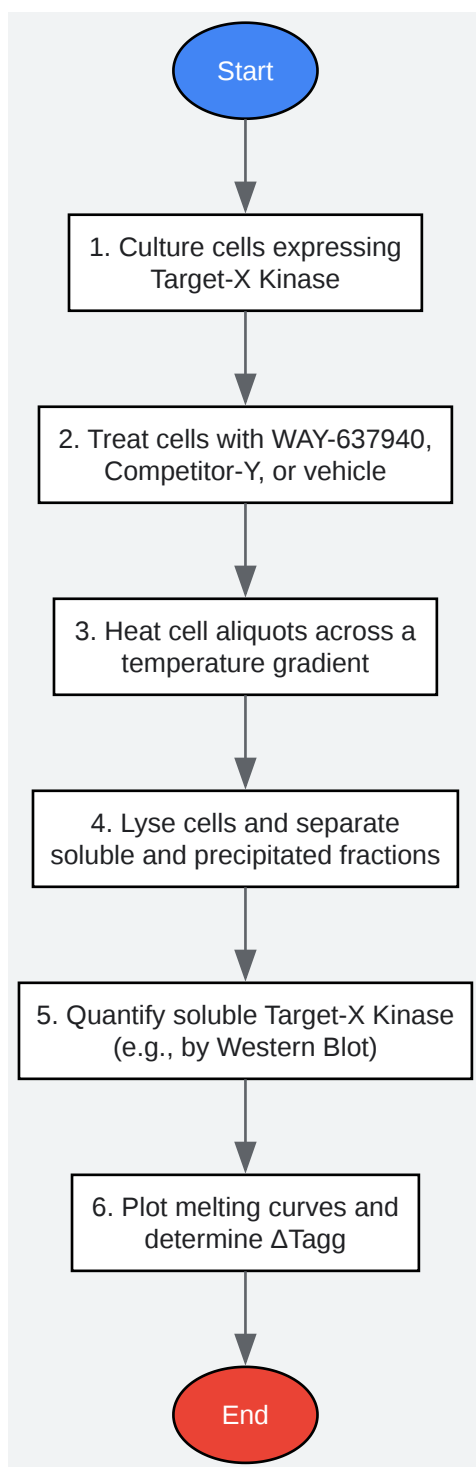 Start
1. Culture cells expressing
Target-X Kinase
2. Treat cells with WAY-637940,
Competitor-Y, or vehicle
3. Heat cell aliquots across a
temperature gradient
4. Lyse cells and separate
soluble and precipitated fractions
5. Quantify soluble Target-X Kinase
(e.g., by Western Blot)
6. Plot melting curves and
determine ΔTagg
End